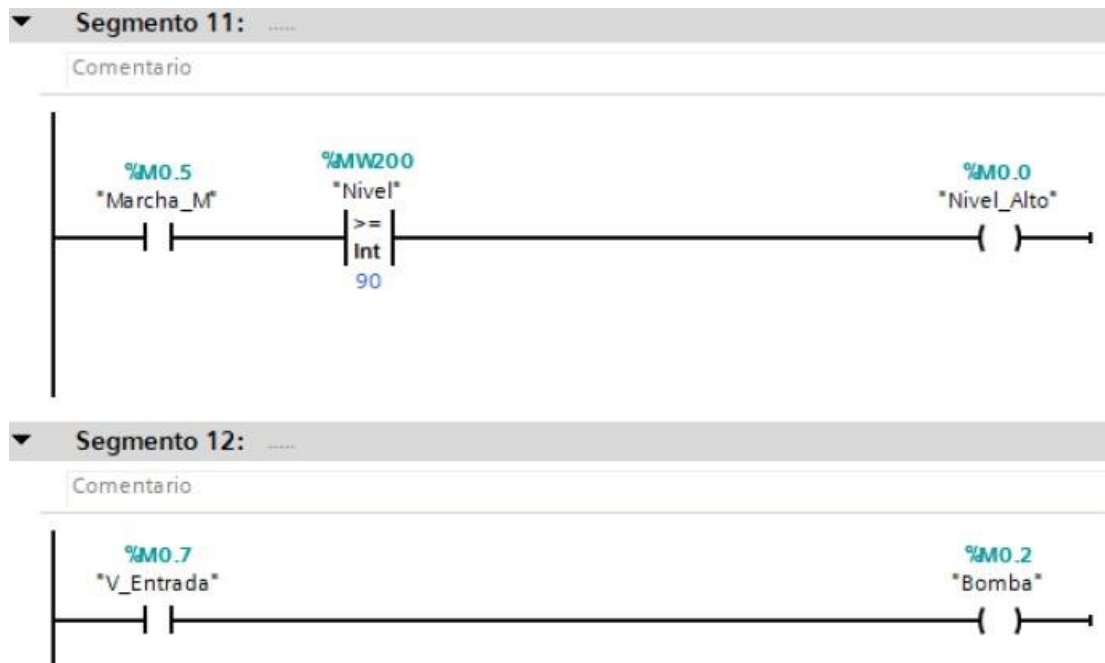 Segmento 11: .....
Comentario
%M0.5
"Marcha_M"
%MW200
"Nivel"
>=
Int
90
%M0.0
"Nivel_Alto"
Segmento 12: .....
Comentario
%M0.7
"V_Entrada"
%M0.2
"Bomba"